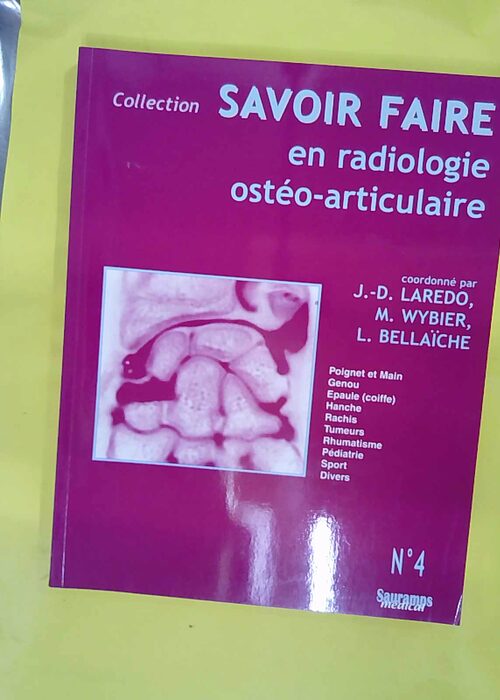 Collection SAVOIR FAIRE
en radiologie
ostéo-articulaire
coordonné par
J.-D. LAREDO,
M. WYBIER,
L. BELLAÏCHE
Poignet et Main
Genou
Epaule (coiffe)
Hanche
Rachis
Tumeurs
Rhumatisme
Pédiatrie
Sport
Divers
N°4
Sauramps
médical